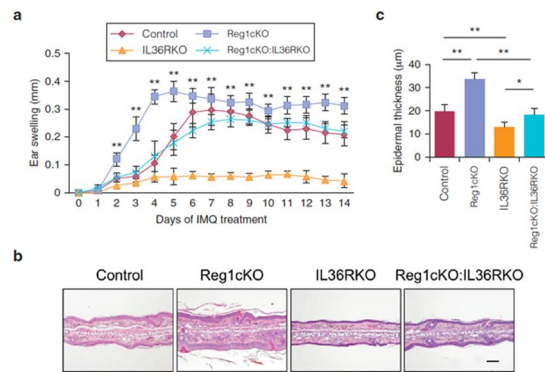 a
Control
Reg1cKO
IL36RKO
Reg1cKO:IL36RKO
Ear swelling (mm)
0.5
0.4
0.3
0.2
0.1
0
** ** ** ** ** ** ** ** ** ** ** ** **
0 1 2 3 4 5 6 7 8 9 10 11 12 13 14
Days of IMQ treatment
c
Epidermal thickness (μm)
40
30
20
10
0
**
** **
*
Control
Reg1cKO
IL36RKO
Reg1cKO:IL36RKO
b
Control Reg1cKO IL36RKO Reg1cKO:IL36RKO